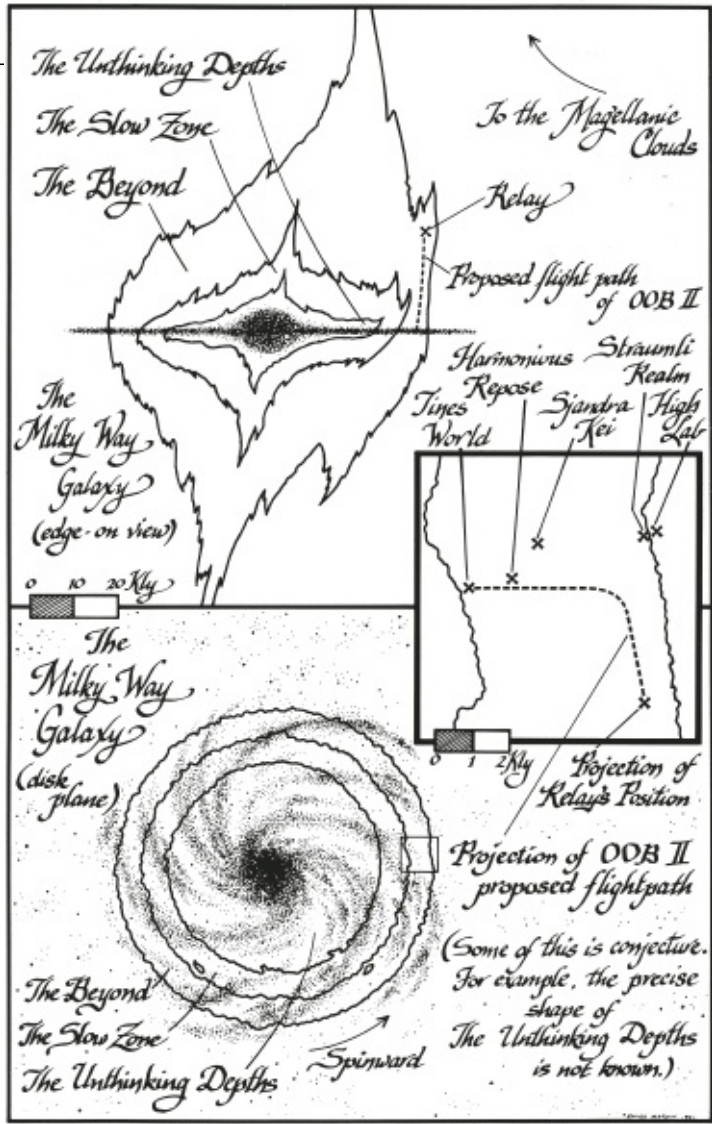 The Unthinking Depths
The Slow Zone
The Beyond
To the Magellanic
Clouds
Relay
Proposed flight path
of OOB II
The
Milky Way
Galaxy
(edge-on view)
0 10 20 Kly
Tines
World
Harmonious
Repose
Sjandra
Kei
Straumli
Realm
High
Lab
0 1 2 Kly
Projection of
Relay's Position
The
Milky Way
Galaxy
(disk
plane)
Projection of OOB II
proposed flightpath
(Some of this is conjecture.
For example, the precise
shape of
The Unthinking Depths
is not known.)
The Beyond
The Slow Zone
The Unthinking Depths
Spinward